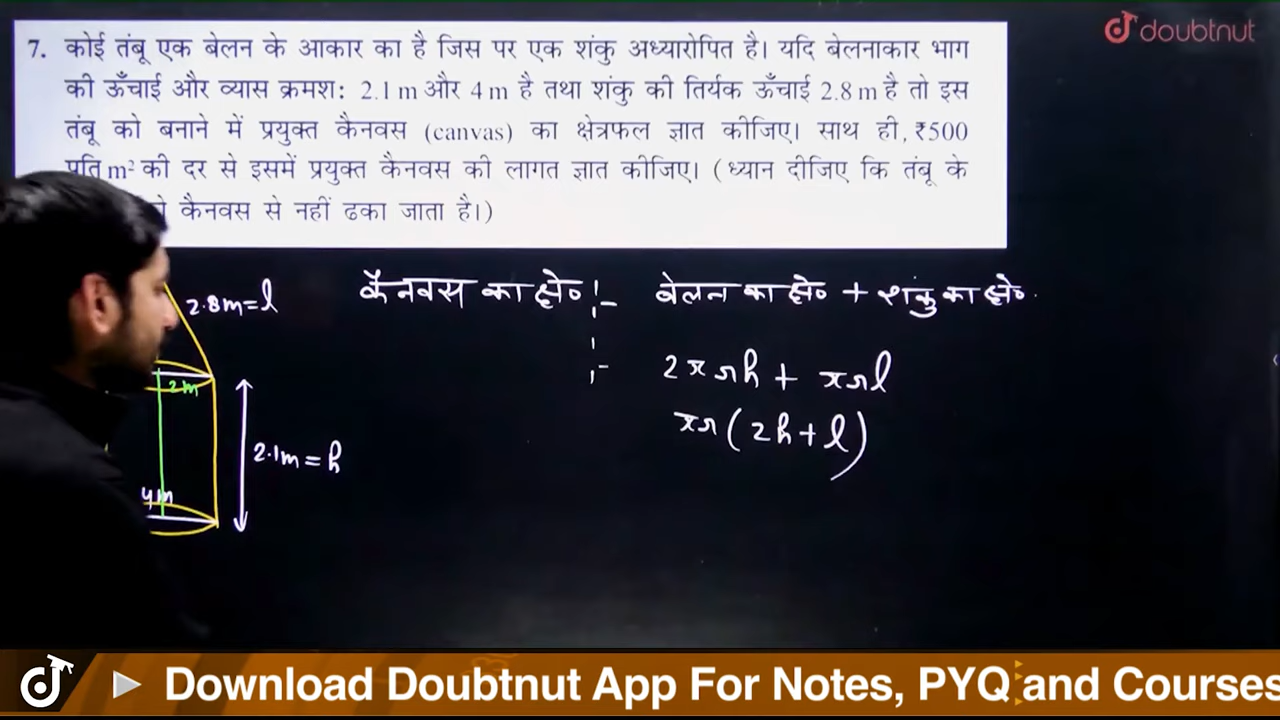 doubtnut
7. कोई तंबू एक बेलन के आकार का है जिस पर एक शंकु अध्यारोपित है। यदि बेलनाकार भाग
की ऊँचाई और व्यास क्रमशः 2.1 m और 4 m है तथा शंकु की तिर्यक ऊँचाई 2.8 m है तो इस
तंबू को बनाने में प्रयुक्त कैनवस (canvas) का क्षेत्रफल ज्ञात कीजिए। साथ ही, ₹500
प्रति m² की दर से इसमें प्रयुक्त कैनवस की लागत ज्ञात कीजिए। (ध्यान दीजिए कि तंबू के
कैनवस से नहीं ढका जाता है।)
2.8m=l
कैनवस का क्षे० :- बेलन का क्षे० + शंकु का क्षे०.
:- 2πrh + πrl
2m
πr(2h+l)
2.1m=h
4m
Download Doubtnut App For Notes, PYQ and Courses